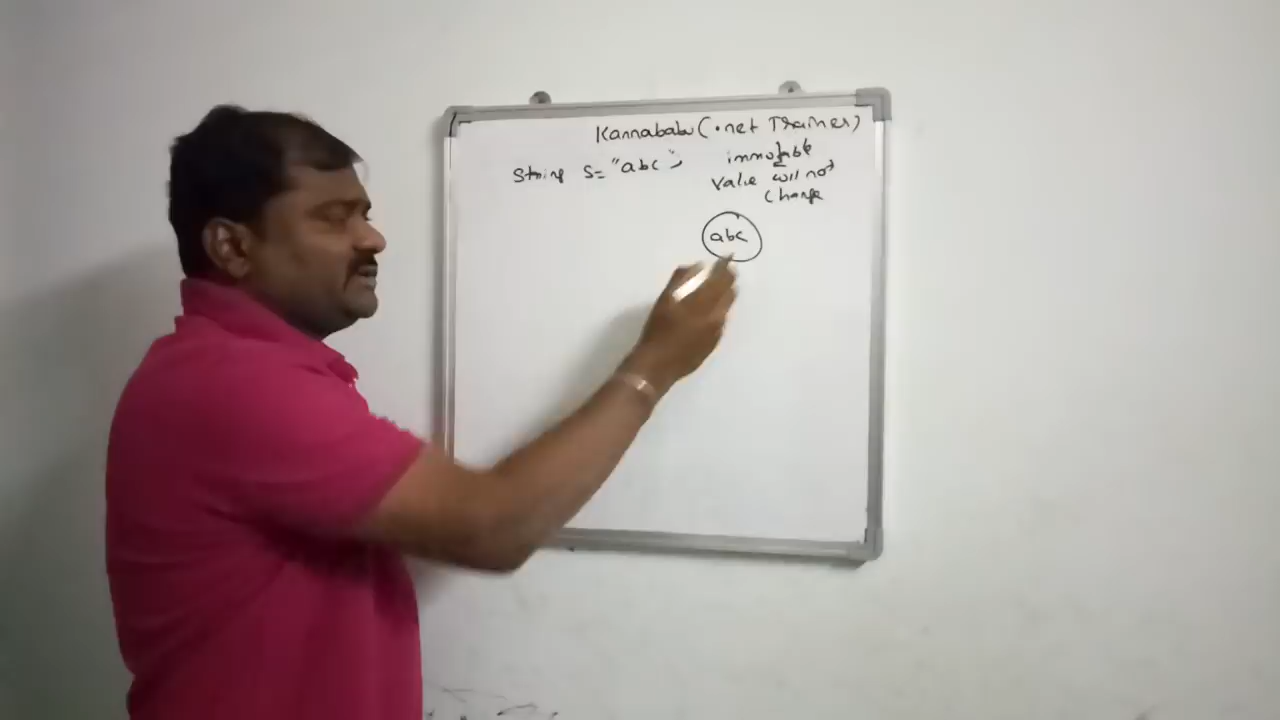 Kannababu(.net Trainer)
String S="abc";
immutable
value will not
change
abc